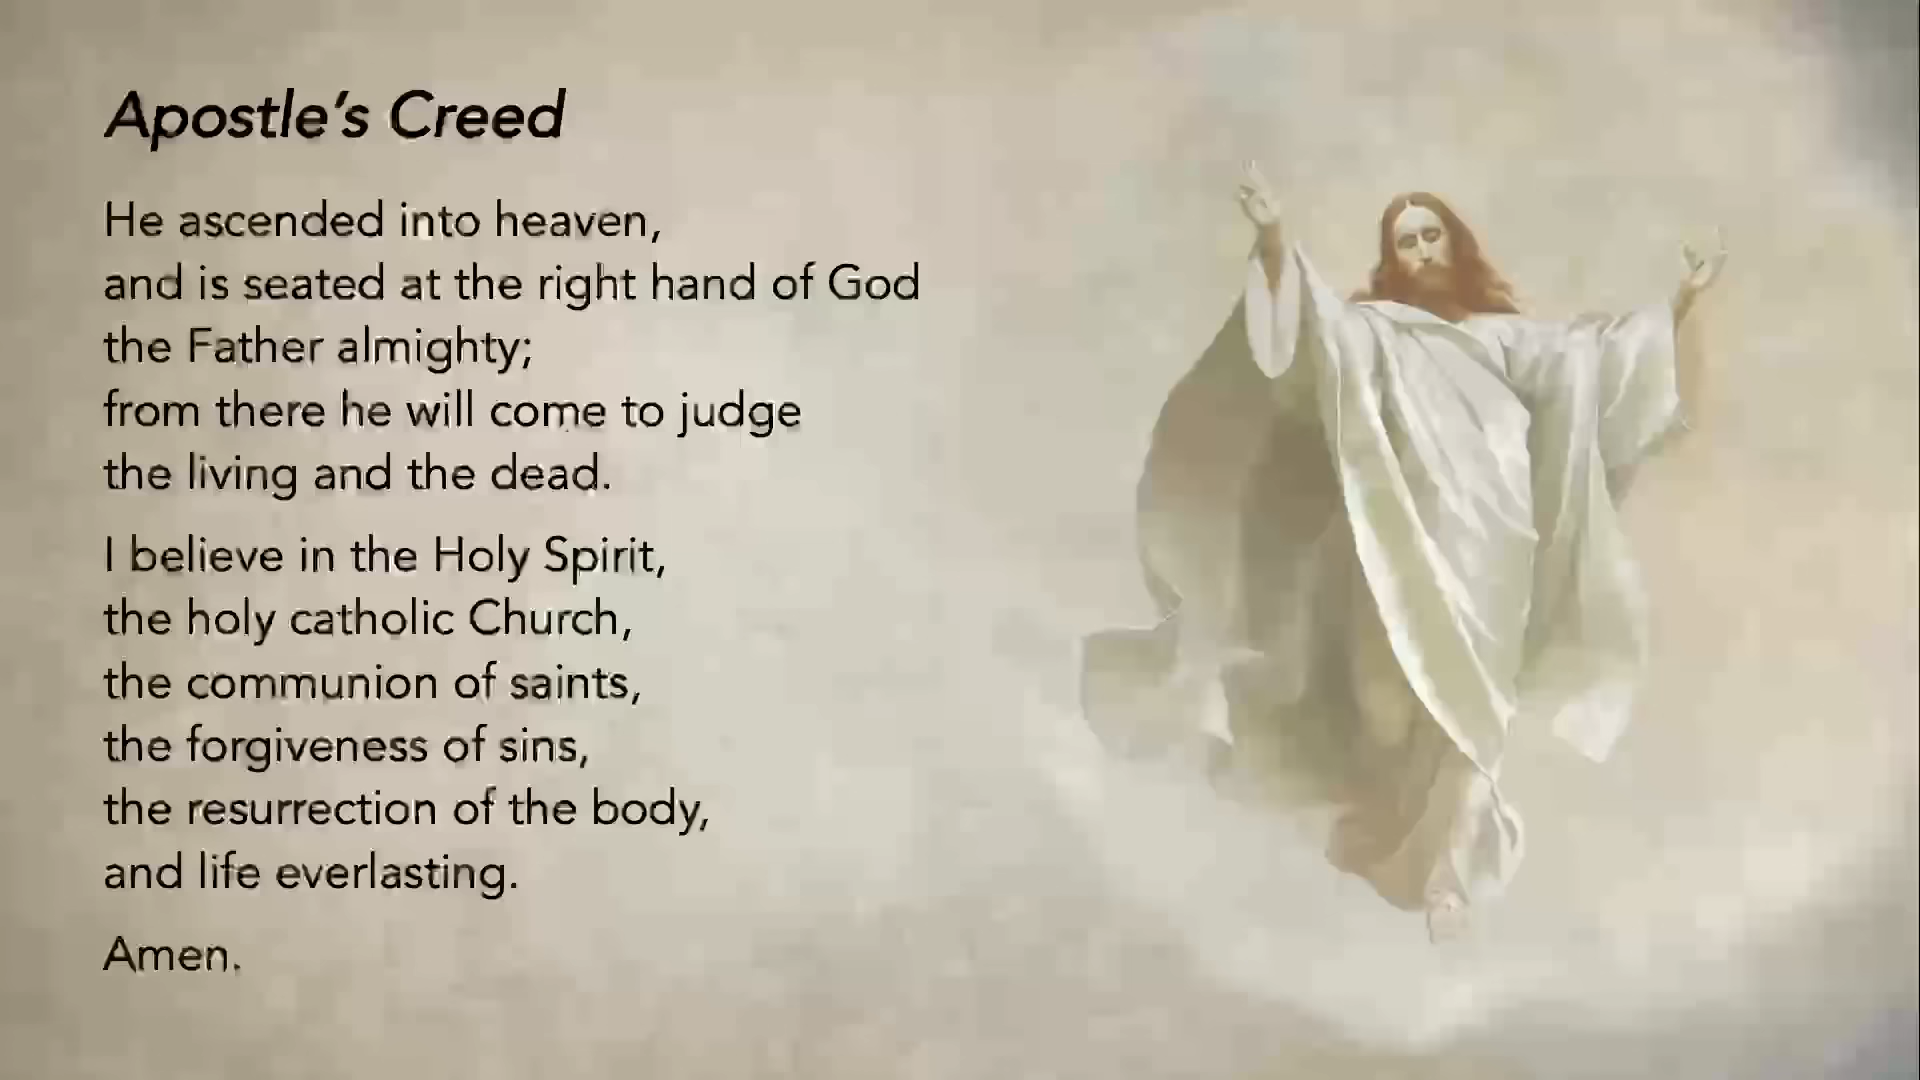 Apostle's Creed
He ascended into heaven,
and is seated at the right hand of God
the Father almighty;
from there he will come to judge
the living and the dead.
I believe in the Holy Spirit,
the holy catholic Church,
the communion of saints,
the forgiveness of sins,
the resurrection of the body,
and life everlasting.
Amen.